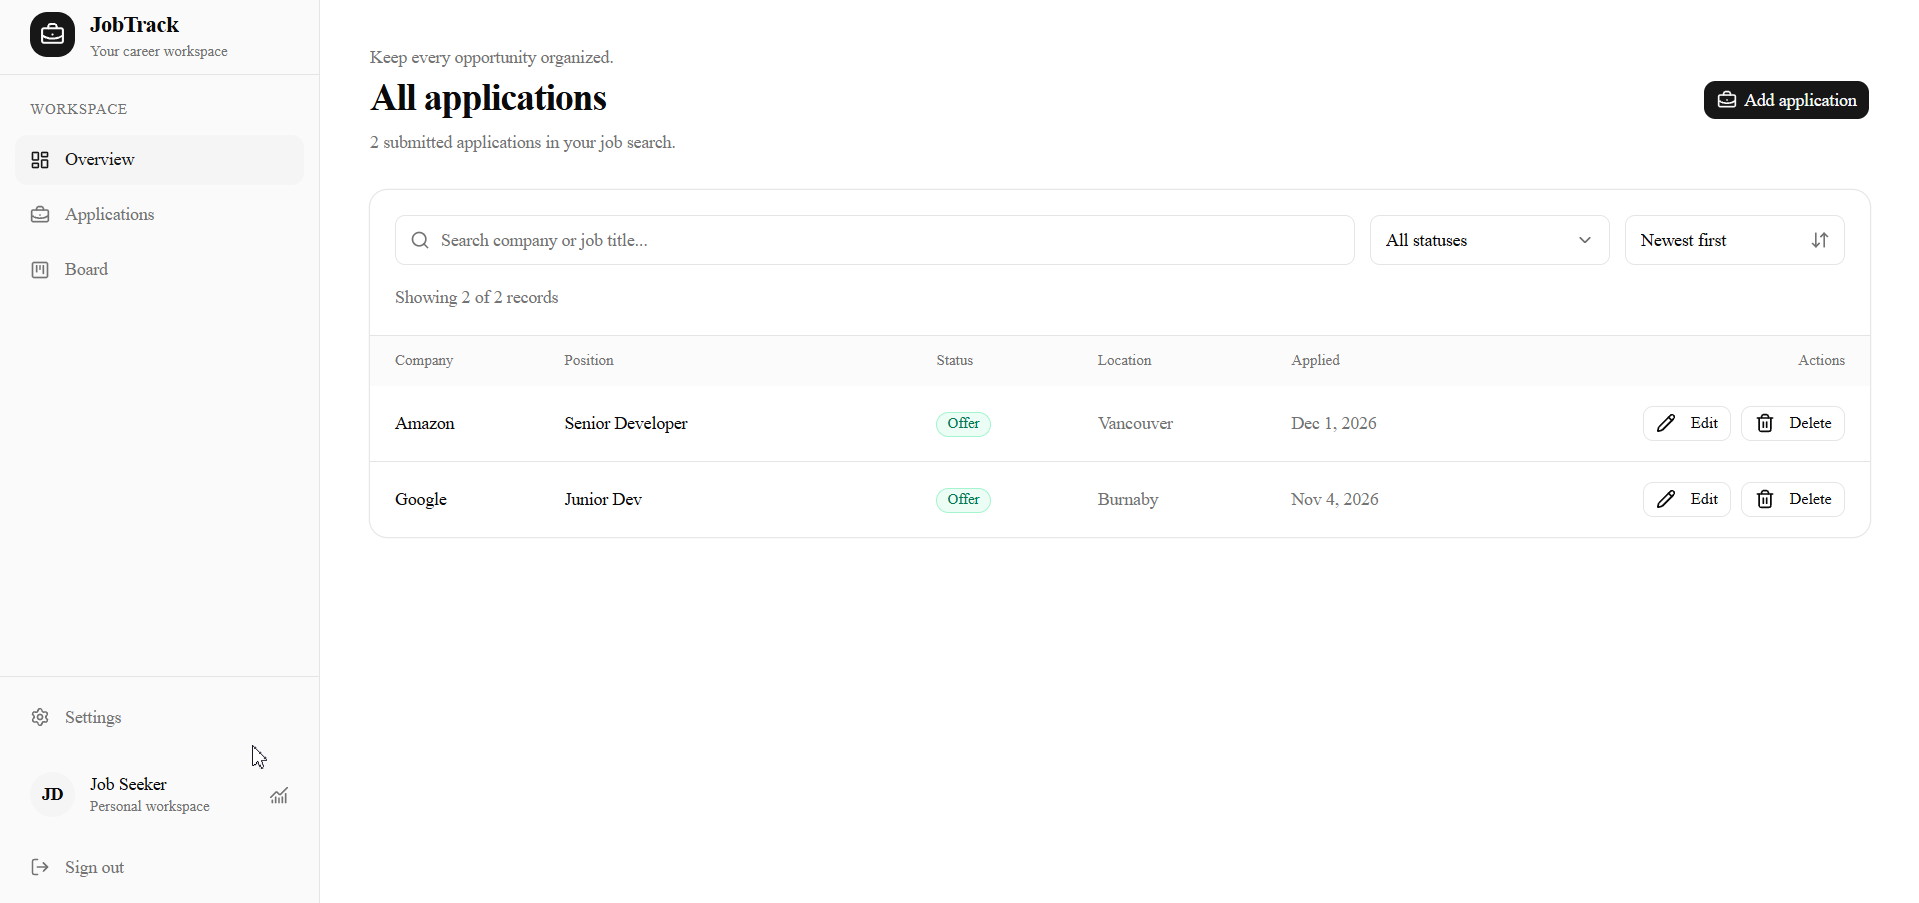 JobTrack
Your career workspace
WORKSPACE
Overview
Applications
Board
Settings
JD
Job Seeker
Personal workspace
Sign out
Keep every opportunity organized.
All applications
2 submitted applications in your job search.
Add application
Search company or job title...
All statuses
Newest first
Showing 2 of 2 records
Company Position Status Location Applied Actions
Amazon Senior Developer Offer Vancouver Dec 1, 2026 Edit Delete
Google Junior Dev Offer Burnaby Nov 4, 2026 Edit Delete